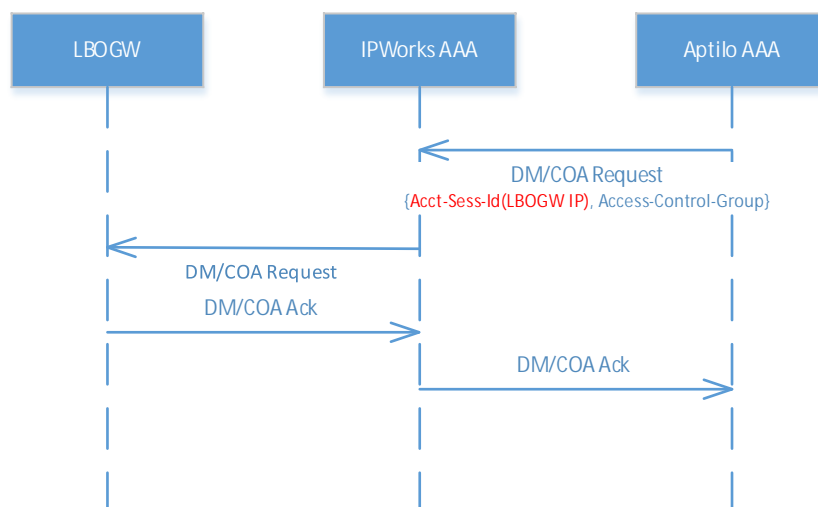 LBOGW
IPWorks AAA
Aptilo AAA
DM/COA Request
{Acct-Sess-Id(LBOGW IP), Access-Control-Group}
DM/COA Request
DM/COA Ack
DM/COA Ack